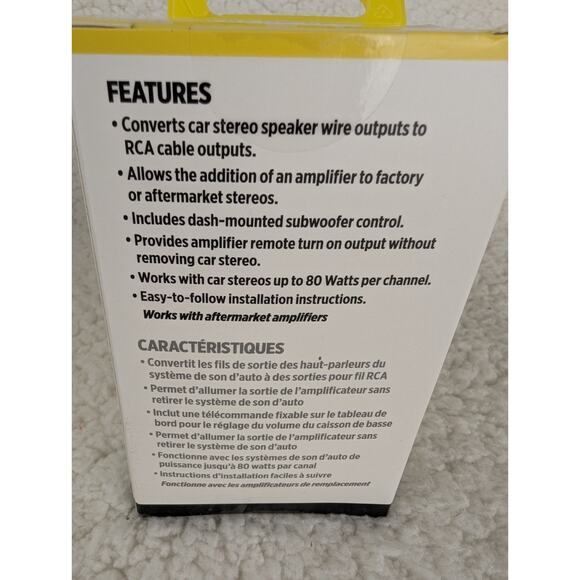 FEATURES
• Converts car stereo speaker wire outputs to
RCA cable outputs.
• Allows the addition of an amplifier to factory
or aftermarket stereos.
• Includes dash-mounted subwoofer control.
• Provides amplifier remote turn on output without
removing car stereo.
• Works with car stereos up to 80 Watts per channel.
• Easy-to-follow installation instructions.
Works with aftermarket amplifiers
CARACTÉRISTIQUES
• Convertit les fils de sortie des haut-parleurs du
système de son d'auto à des sorties pour fil RCA
• Permet d'allumer la sortie de l'amplificateur sans
retirer le système de son d'auto
• Inclut une télécommande fixable sur le tableau de
bord pour le réglage du volume du caisson de basse
• Permet d'allumer la sortie de l'amplificateur sans
retirer le système de son d'auto
• Fonctionne avec les systèmes de son d'auto de
puissance jusqu'à 80 watts par canal
• Instructions d'installation faciles à suivre
Fonctionne avec les amplificateurs de remplacement